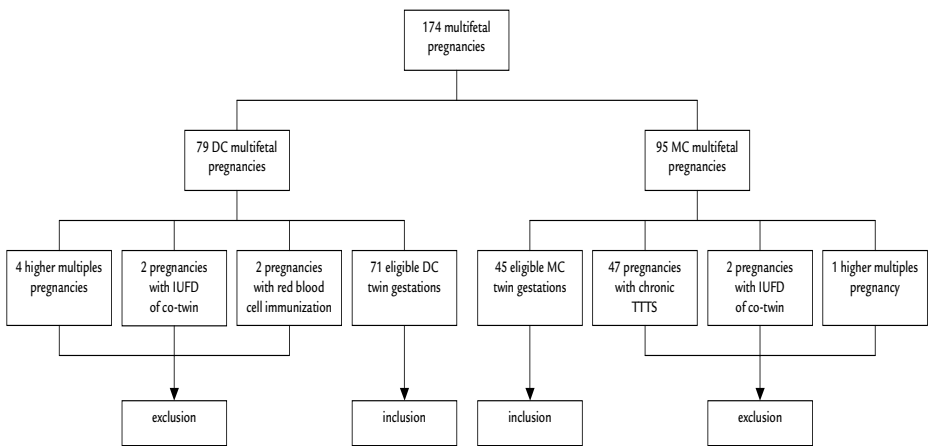 174 multifetal
pregnancies
79 DC multifetal
pregnancies
95 MC multifetal
pregnancies
4 higher multiples
pregnancies
2 pregnancies
with IUFD
of co-twin
2 pregnancies
with red blood
cell immunization
71 eligible DC
twin gestations
45 eligible MC
twin gestations
47 pregnancies
with chronic
TTTS
2 pregnancies
with IUFD
of co-twin
1 higher multiples
pregnancy
exclusion
inclusion
inclusion
exclusion